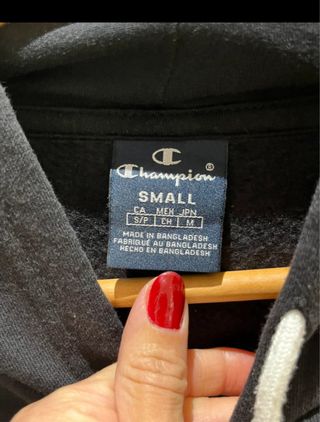 Champion®
SMALL
CA MEX JPN
S/P CH M
MADE IN BANGLADESH
FABRIQUÉ AU BANGLADESH
HECHO EN BANGLADESH